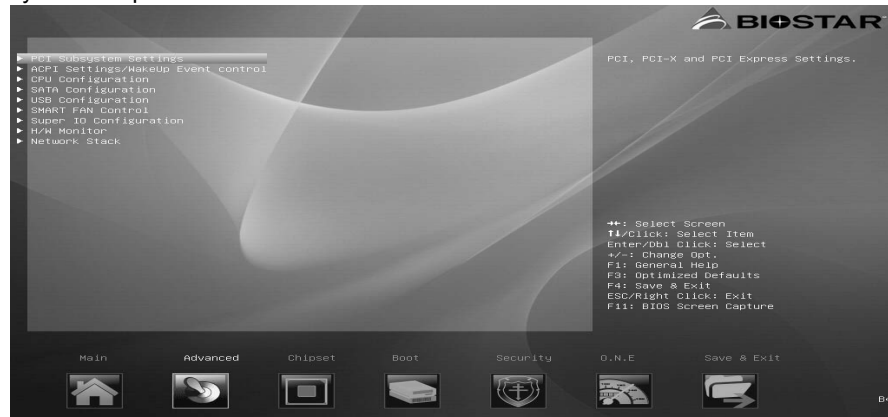 BIOSTAR
PCI Subsystem Settings
ACPI Settings/WakeUp Event control
CPU Configuration
SATA Configuration
USB Configuration
SMART FAN Control
Super IO Configuration
H/W Monitor
Network Stack
PCI, PCI-X and PCI Express Settings.
→←: Select Screen
↑↓/Click: Select Item
Enter/Dbl Click: Select
+/-: Change Opt.
F1: General Help
F3: Optimized Defaults
F4: Save & Exit
ESC/Right Click: Exit
F11: BIOS Screen Capture
Main Advanced Chipset Boot Security O.N.E Save & Exit